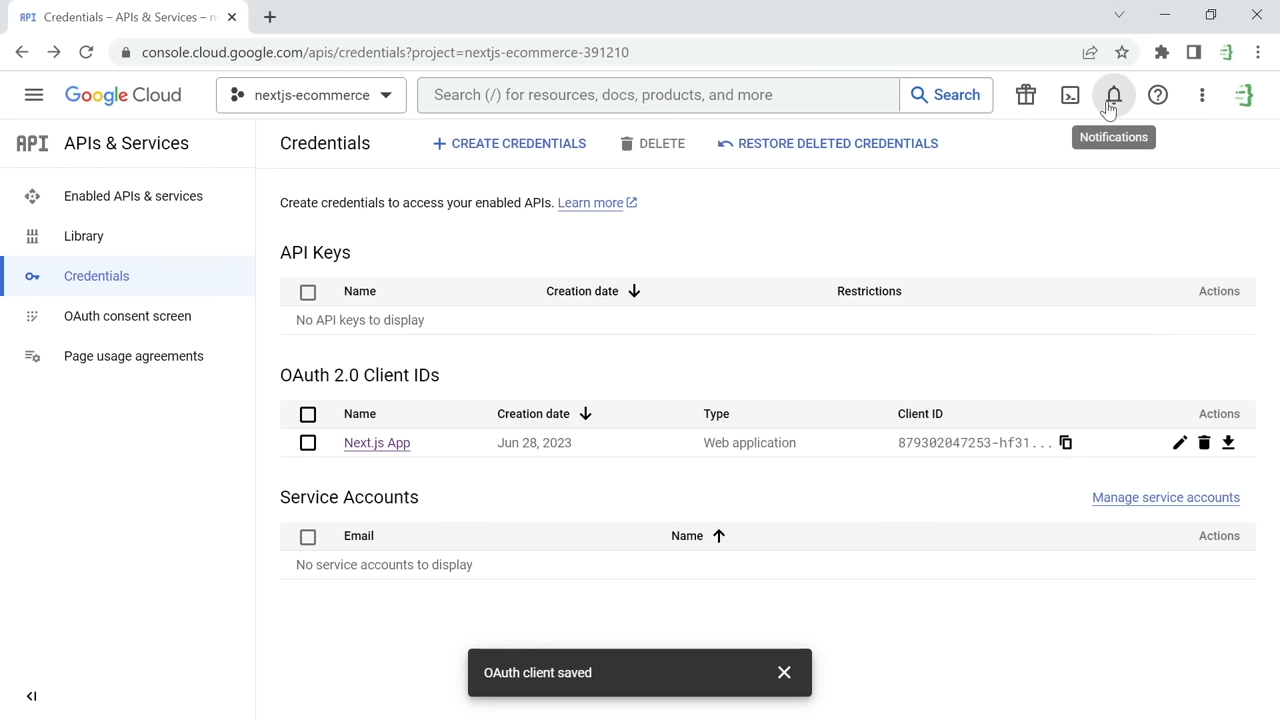 API Credentials – APIs & Services – n
console.cloud.google.com/apis/credentials?project=nextjs-ecommerce-391210
Google Cloud
nextjs-ecommerce
Search (/) for resources, docs, products, and more
Search
API APIs & Services
Credentials
CREATE CREDENTIALS
DELETE
RESTORE DELETED CREDENTIALS
Notifications
Enabled APIs & services
Library
Credentials
OAuth consent screen
Page usage agreements
Create credentials to access your enabled APIs. Learn more
API Keys
Name Creation date Restrictions Actions
No API keys to display
OAuth 2.0 Client IDs
Name Creation date Type Client ID Actions
Next.js App Jun 28, 2023 Web application 879302047253-hf31...
Service Accounts
Manage service accounts
Email Name Actions
No service accounts to display
OAuth client saved